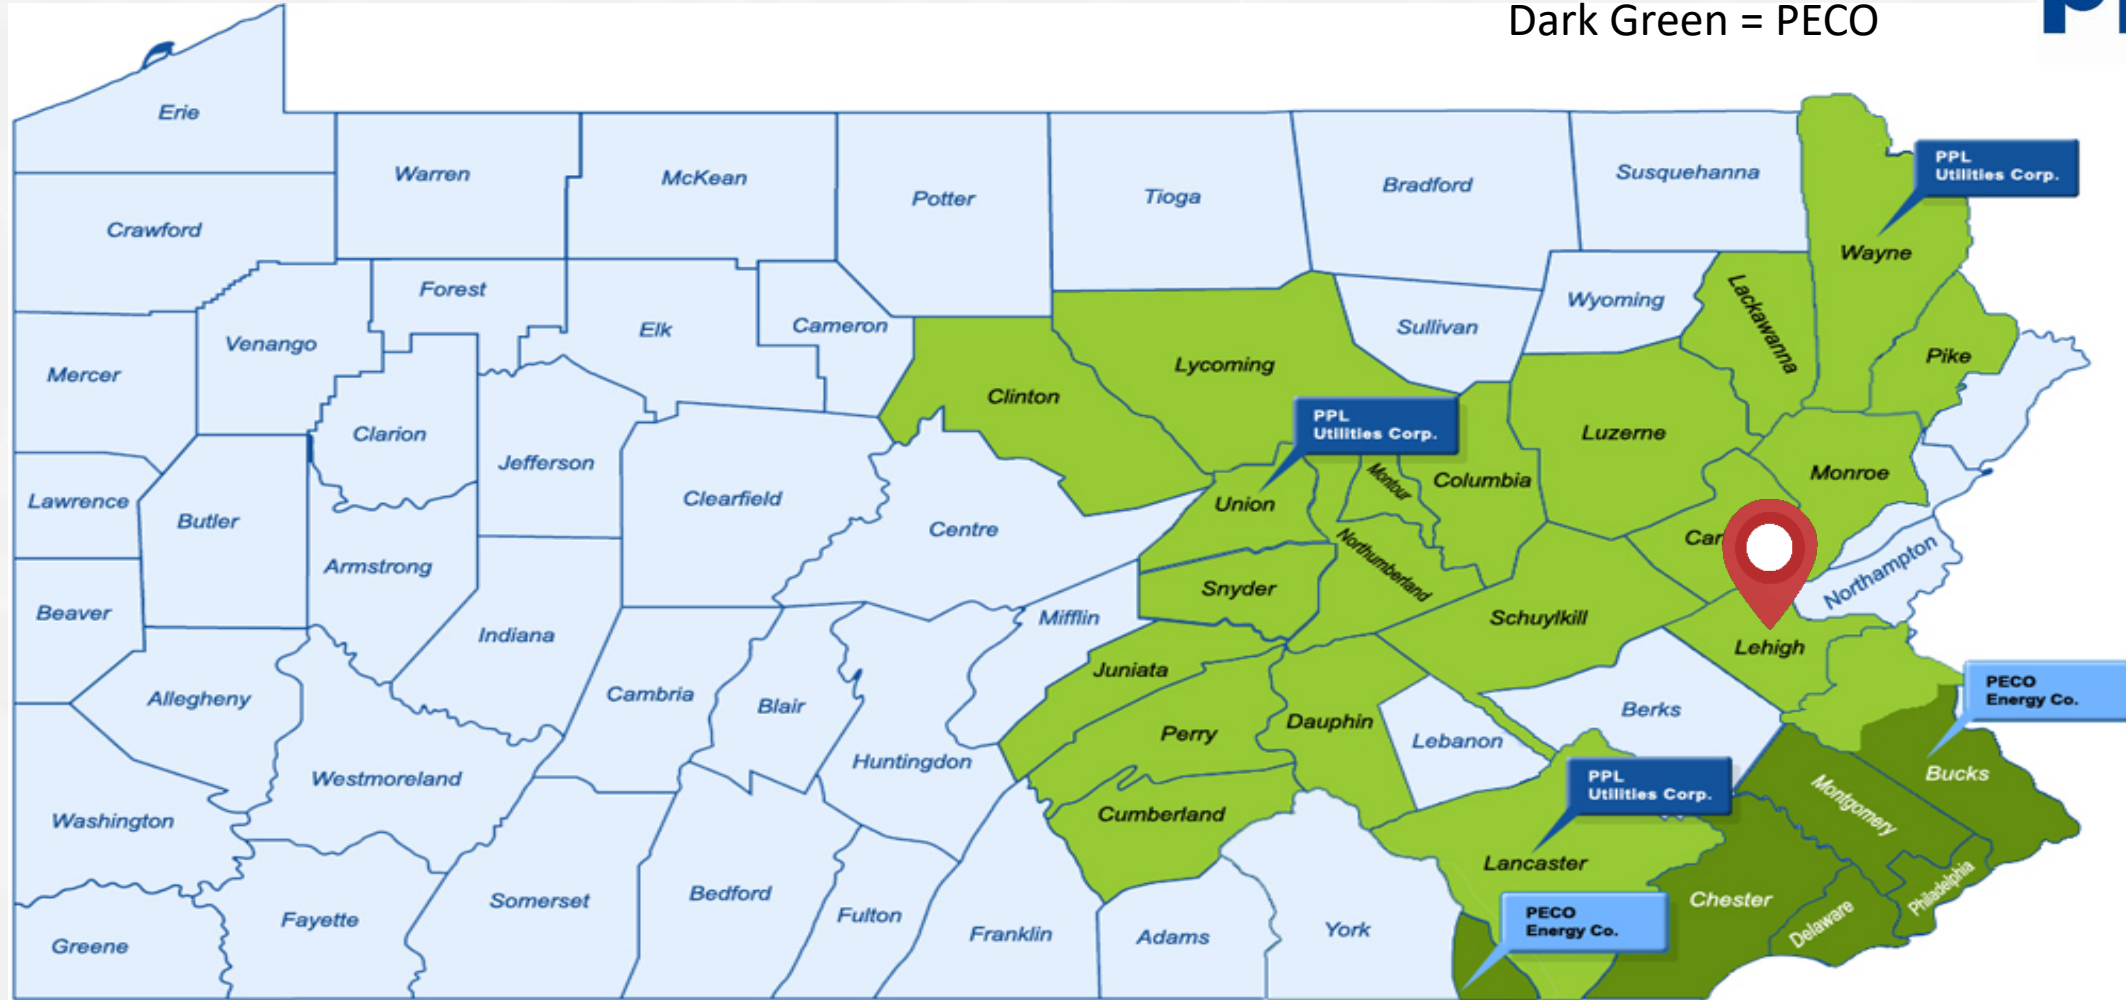 Dark Green = PECO
Erie
Warren
McKean
Potter
Tioga
Bradford
Susquehanna
PPL
Utilities Corp.
Crawford
Wayne
Forest
Elk
Cameron
Sullivan
Wyoming
Lackawanna
Venango
Mercer
Pike
Lycoming
Clinton
PPL
Utilities Corp.
Luzerne
Clarion
Jefferson
Clearfield
Monroe
Lawrence
Butler
Centre
Union
Montour
Columbia
Armstrong
Northumberland
Car
Northampton
Beaver
Indiana
Mifflin
Snyder
Schuylkill
Lehigh
Allegheny
Cambria
Blair
Juniata
Perry
Dauphin
Berks
PECO
Energy Co.
Lebanon
Westmoreland
Huntingdon
PPL
Utilities Corp.
Bucks
Montgomery
Washington
Cumberland
Lancaster
Philadelphia
Chester
Delaware
Somerset
Bedford
Fulton
Fayette
Greene
Franklin
Adams
York
PECO
Energy Co.